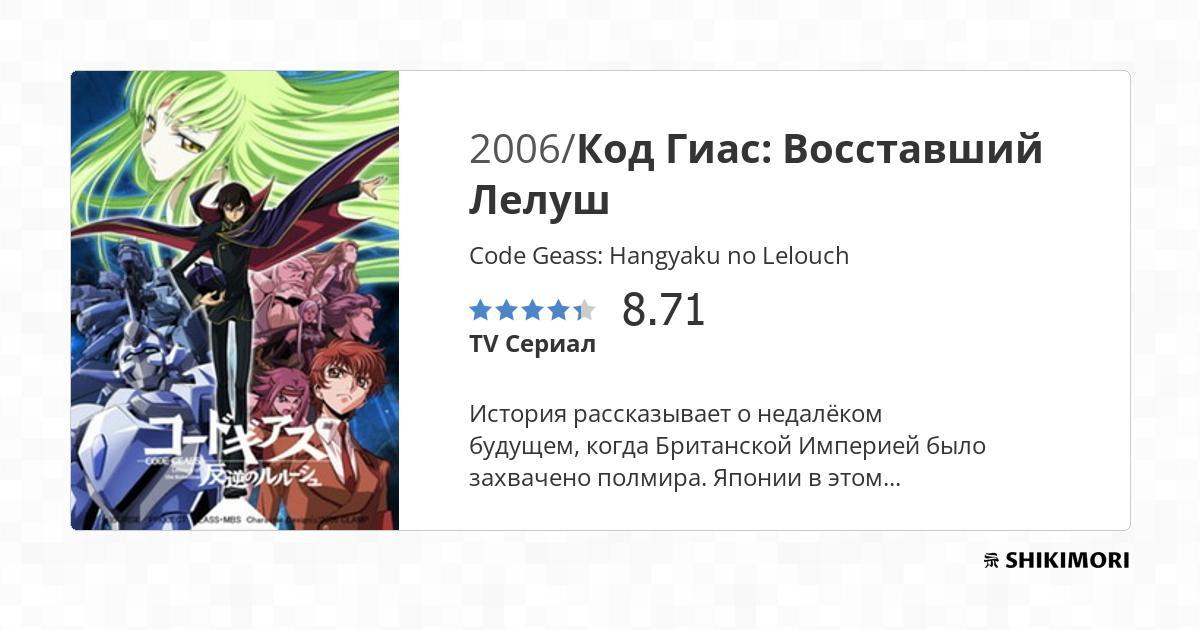 2006/Код Гиас: Восставший
Лелуш
Code Geass: Hangyaku no Lelouch
8.71
TV Сериал
История рассказывает о недалёком
будущем, когда Британской Империей было
захвачено полмира. Японии в этом...
コードギアス
CODE GEASS
反逆のルルーシュ
SHIKIMORI